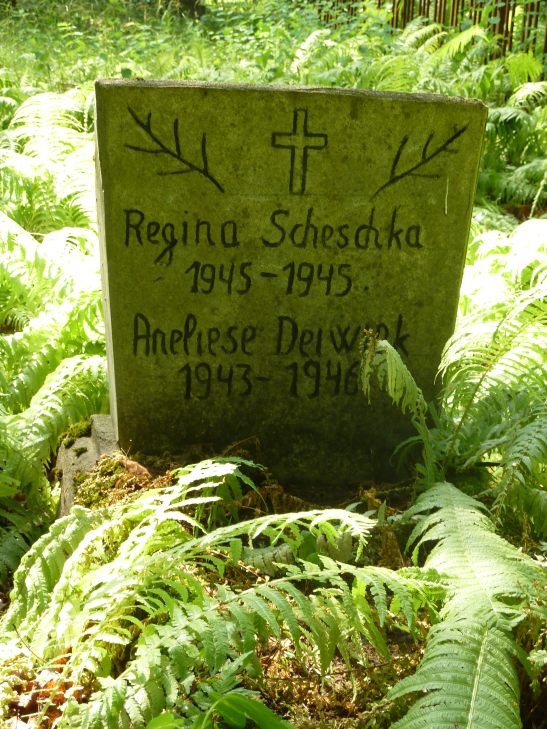 Regina Scheschka
1945-1945.
Aneliese
1943-1946